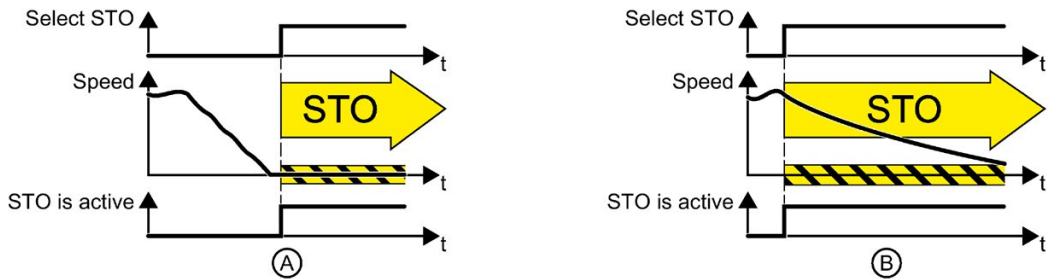 Select STO
t
Speed
STO
t
STO is active
t
A
Select STO
t
Speed
STO
t
STO is active
t
B